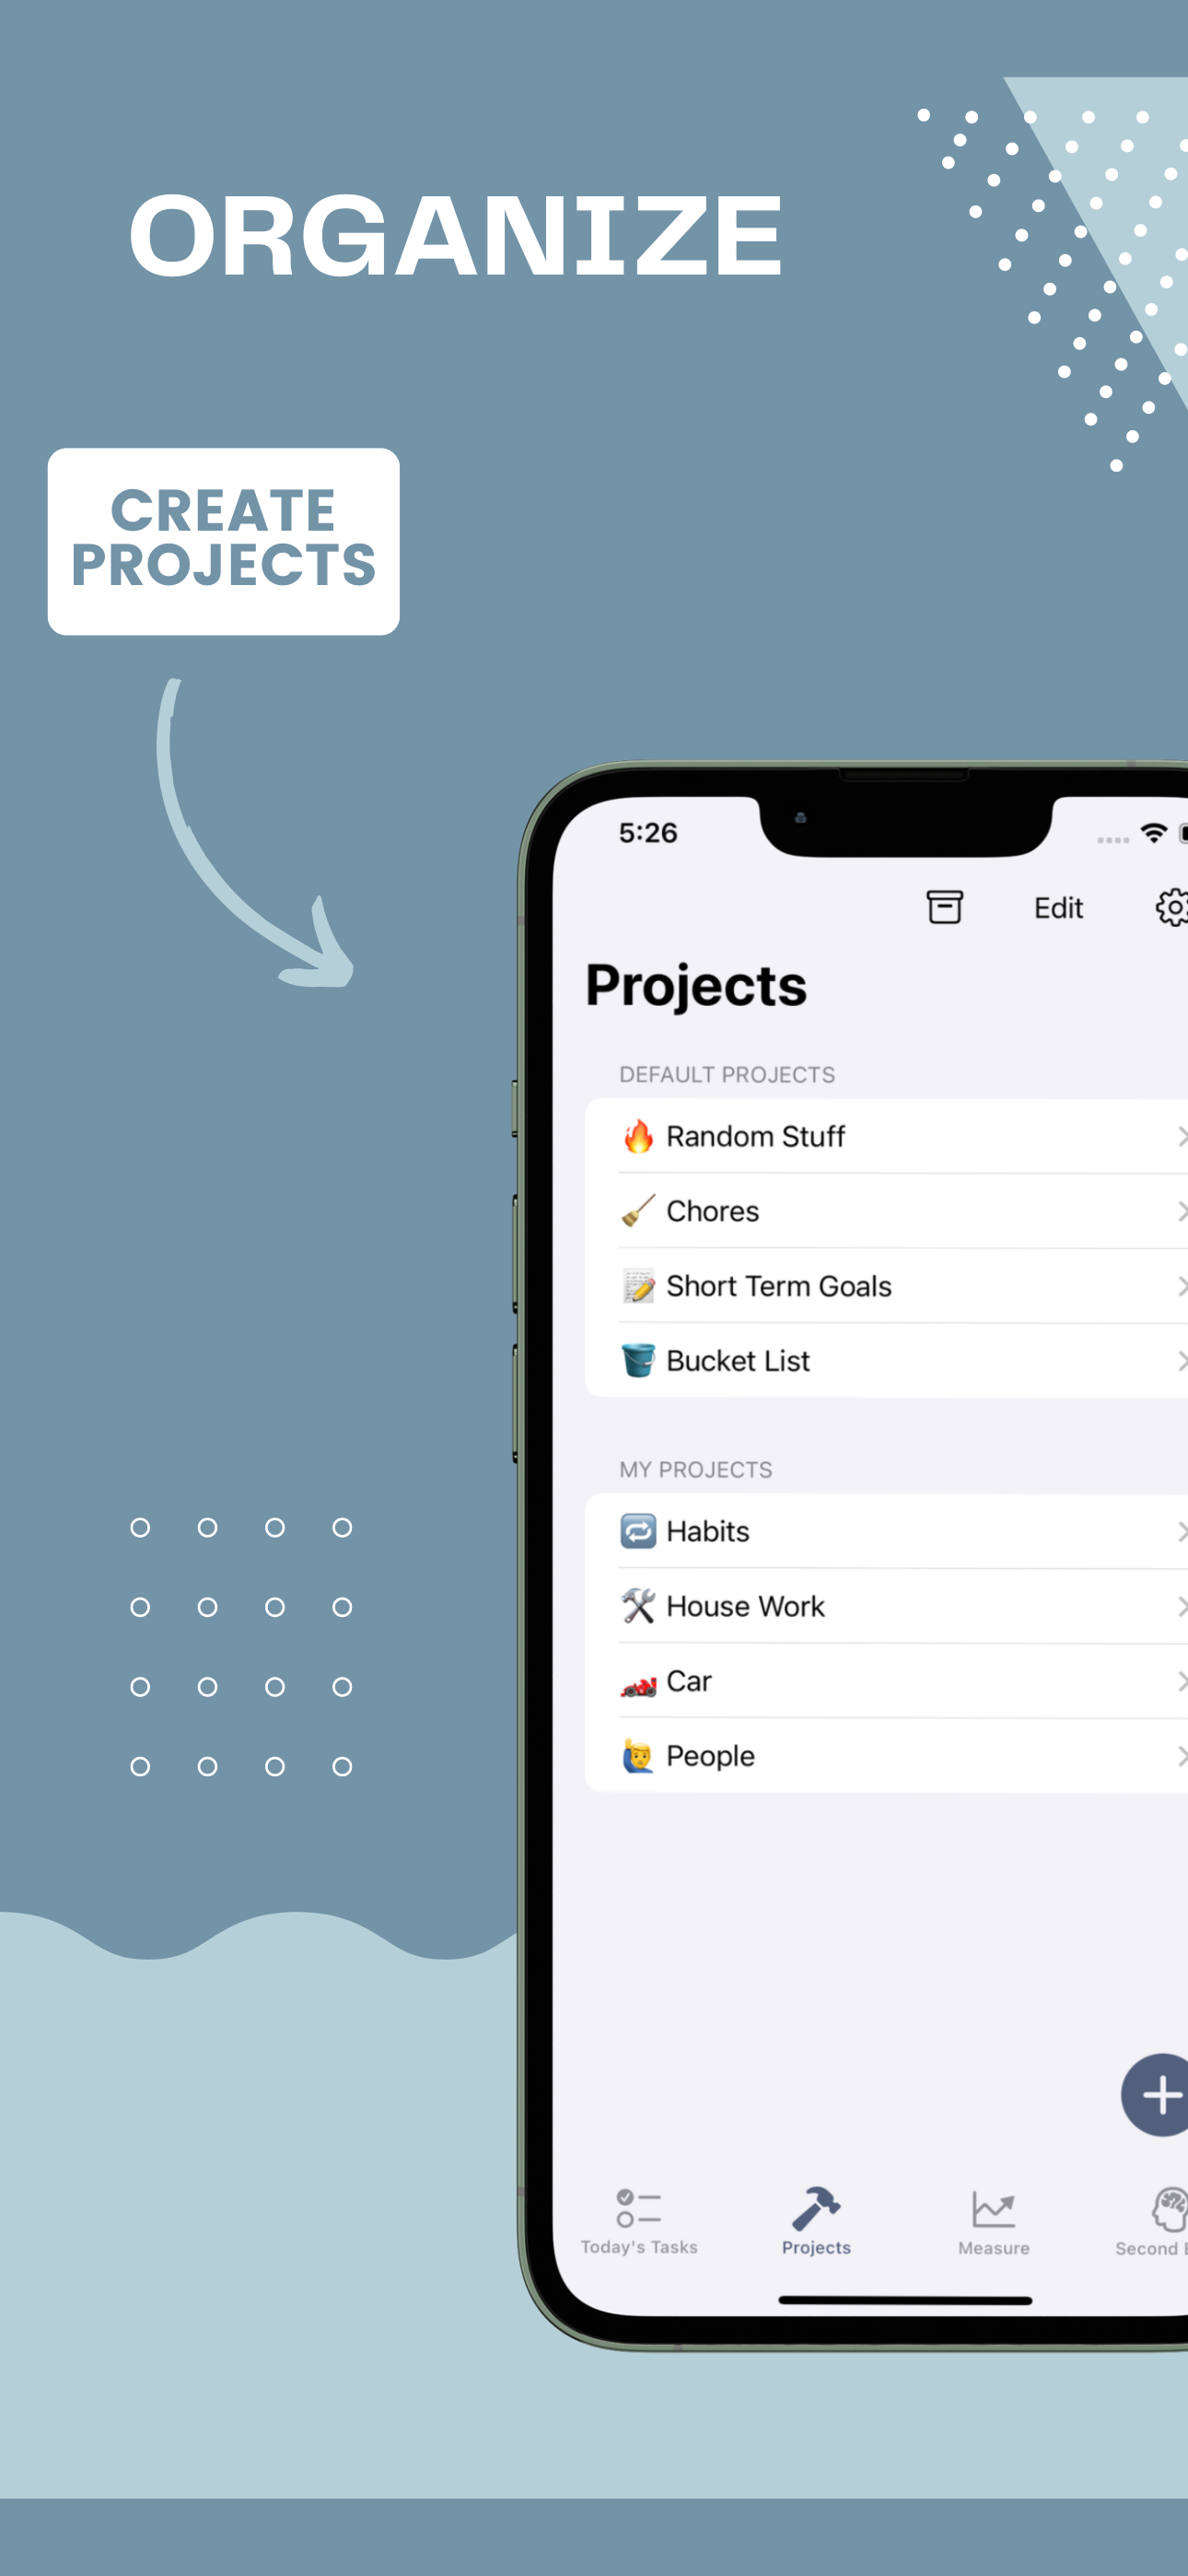 ORGANIZE
CREATE
PROJECTS
5:26
Edit
Projects
DEFAULT PROJECTS
Random Stuff
Chores
Short Term Goals
Bucket List
MY PROJECTS
Habits
House Work
Car
People
Today's Tasks
Projects
Measure
Second